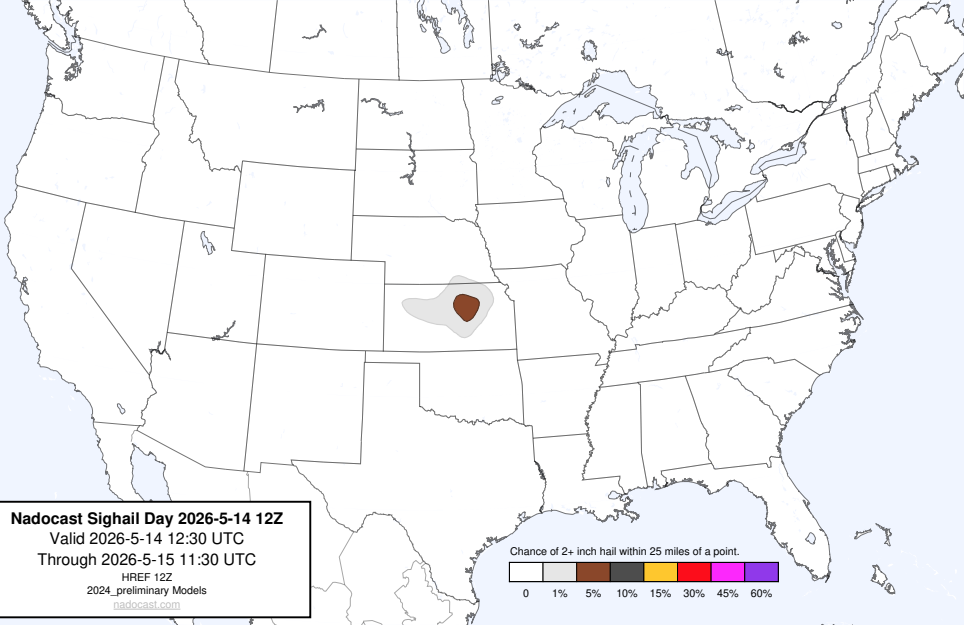 Nadocast Sighail Day 2026-5-14 12Z
Valid 2026-5-14 12:30 UTC
Through 2026-5-15 11:30 UTC
HREF 12Z
2024_preliminary Models
nadocast.com
Chance of 2+ inch hail within 25 miles of a point.
0 1% 5% 10% 15% 30% 45% 60%